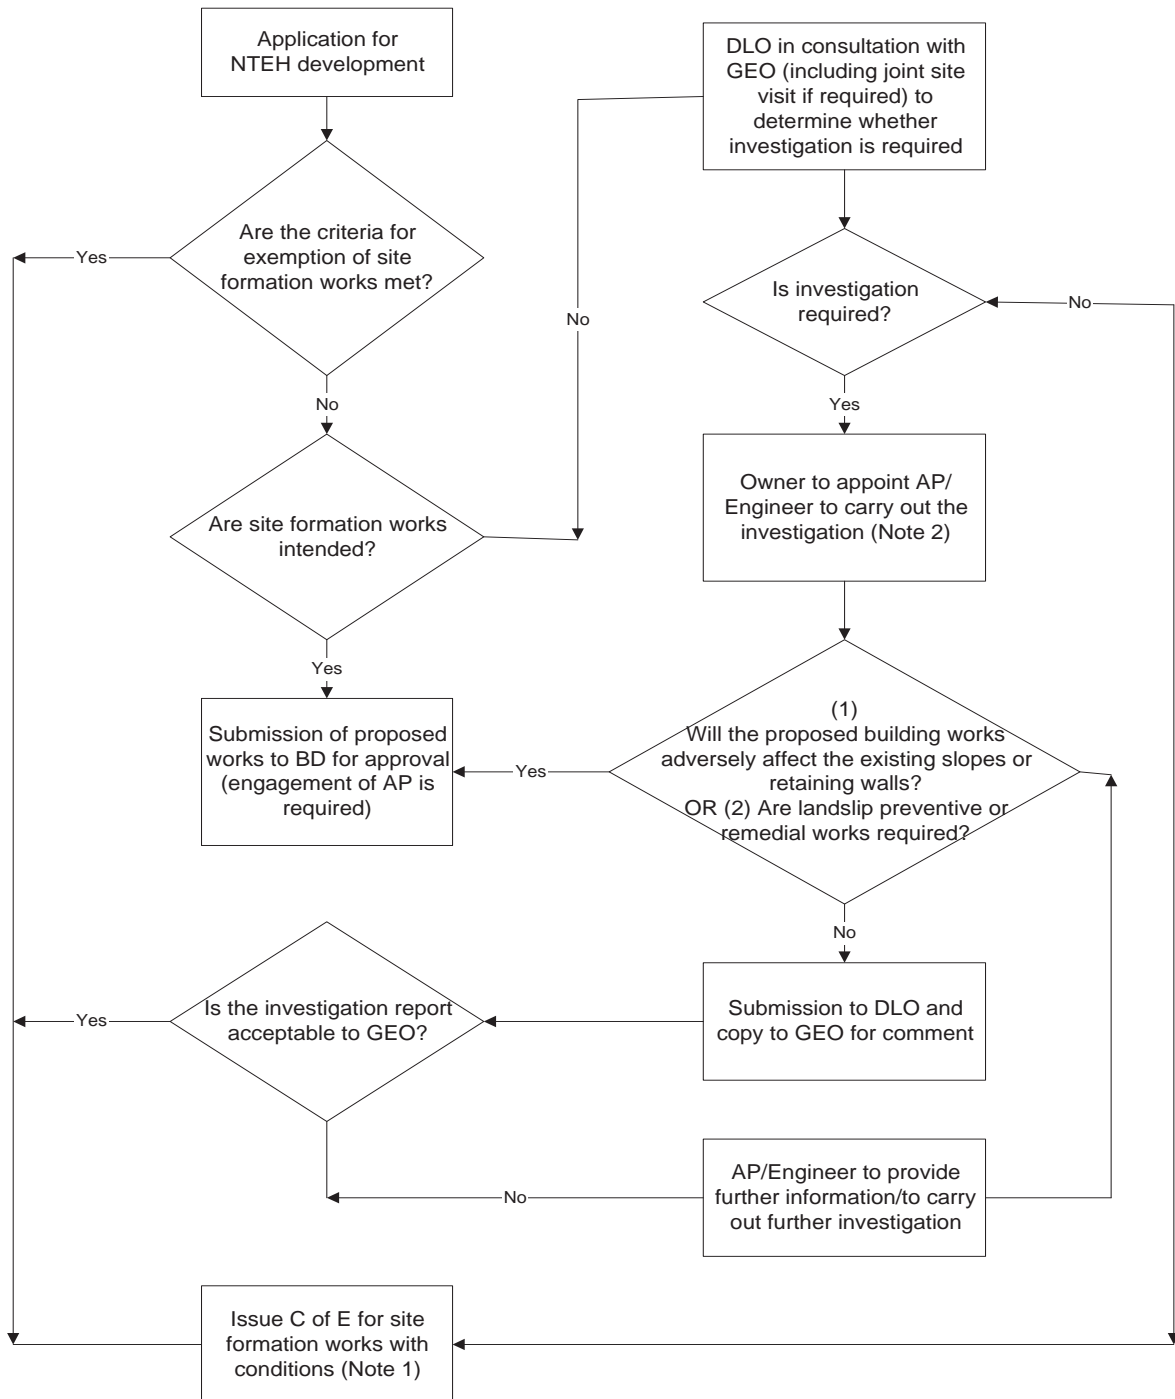 Application for
NTEH development
DLO in consultation with
GEO (including joint site
visit if required) to
determine whether
investigation is required
Are the criteria for
exemption of site
formation works met?
Yes
No
Is investigation
required?
No
No
Yes
Are site formation works
intended?
Owner to appoint AP/
Engineer to carry out the
investigation (Note 2)
Yes
Submission of proposed
works to BD for approval
(engagement of AP is
required)
Yes
(1)
Will the proposed building works
adversely affect the existing slopes or
retaining walls?
OR (2) Are landslip preventive or
remedial works required?
No
Is the investigation report
acceptable to GEO?
Yes
Submission to DLO and
copy to GEO for comment
No
AP/Engineer to provide
further information/to carry
out further investigation
Issue C of E for site
formation works with
conditions (Note 1)